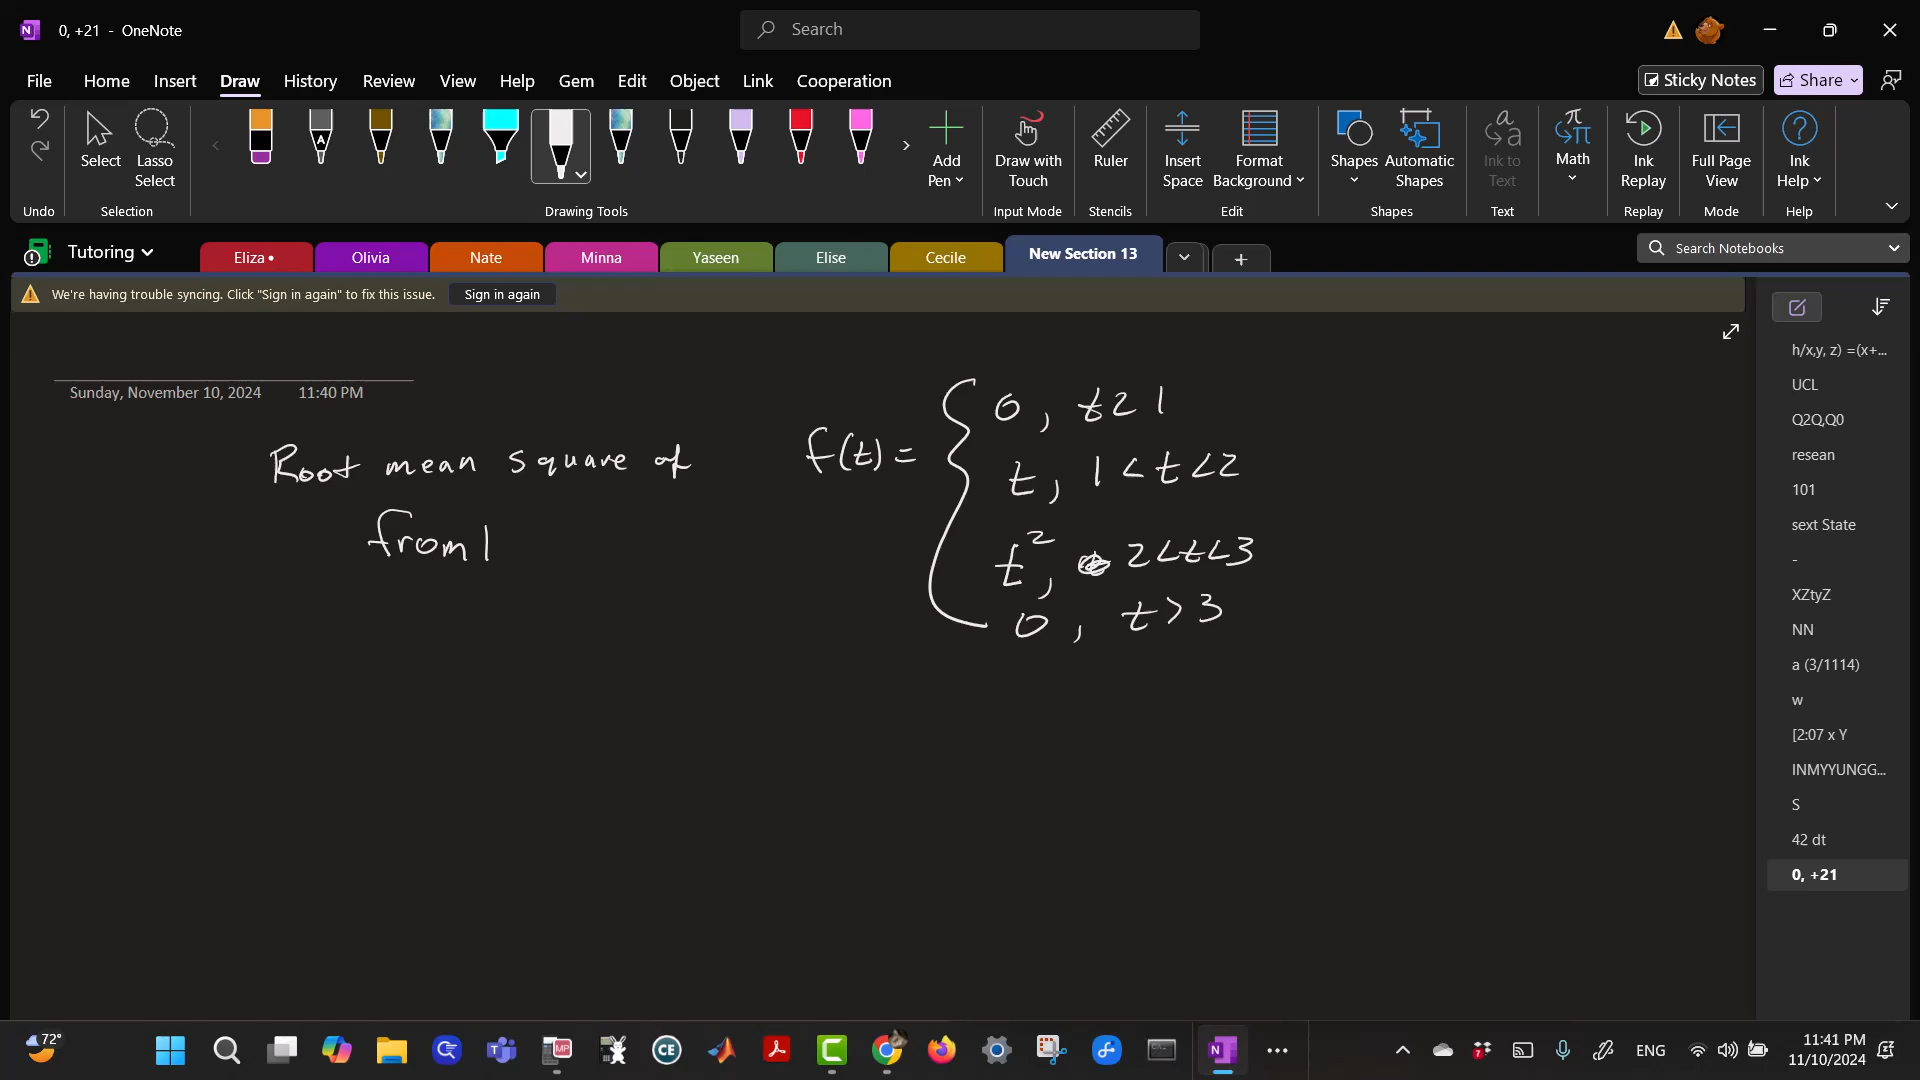 0, +21 - OneNote
Search
File Home Insert Draw History Review View Help Gem Edit Object Link Cooperation
Sticky Notes Share
Select Lasso Select Add Pen Draw with Touch Ruler Insert Space Format Background Shapes Automatic Shapes Ink to Text Math Ink Replay Full Page View Ink Help
Undo Selection Drawing Tools Input Mode Stencils Edit Shapes Text Replay Mode Help
Tutoring Eliza Olivia Nate Minna Yaseen Elise Cecile New Section 13 + Search Notebooks
We're having trouble syncing. Click "Sign in again" to fix this issue. Sign in again
Sunday, November 10, 2024 11:40 PM
Root mean square of
from 1
f(t) =
0, t<1
t, 1<t<2
t², 2<t<3
0, t>3
h/x,y, z) =(x+...
UCL
Q2Q,Q0
resean
101
sext State
-
XZtyZ
NN
a (3/1114)
w
[2:07 x Y
INMYYUNGG...
S
42 dt
0, +21
72°
ENG
11:41 PM
11/10/2024